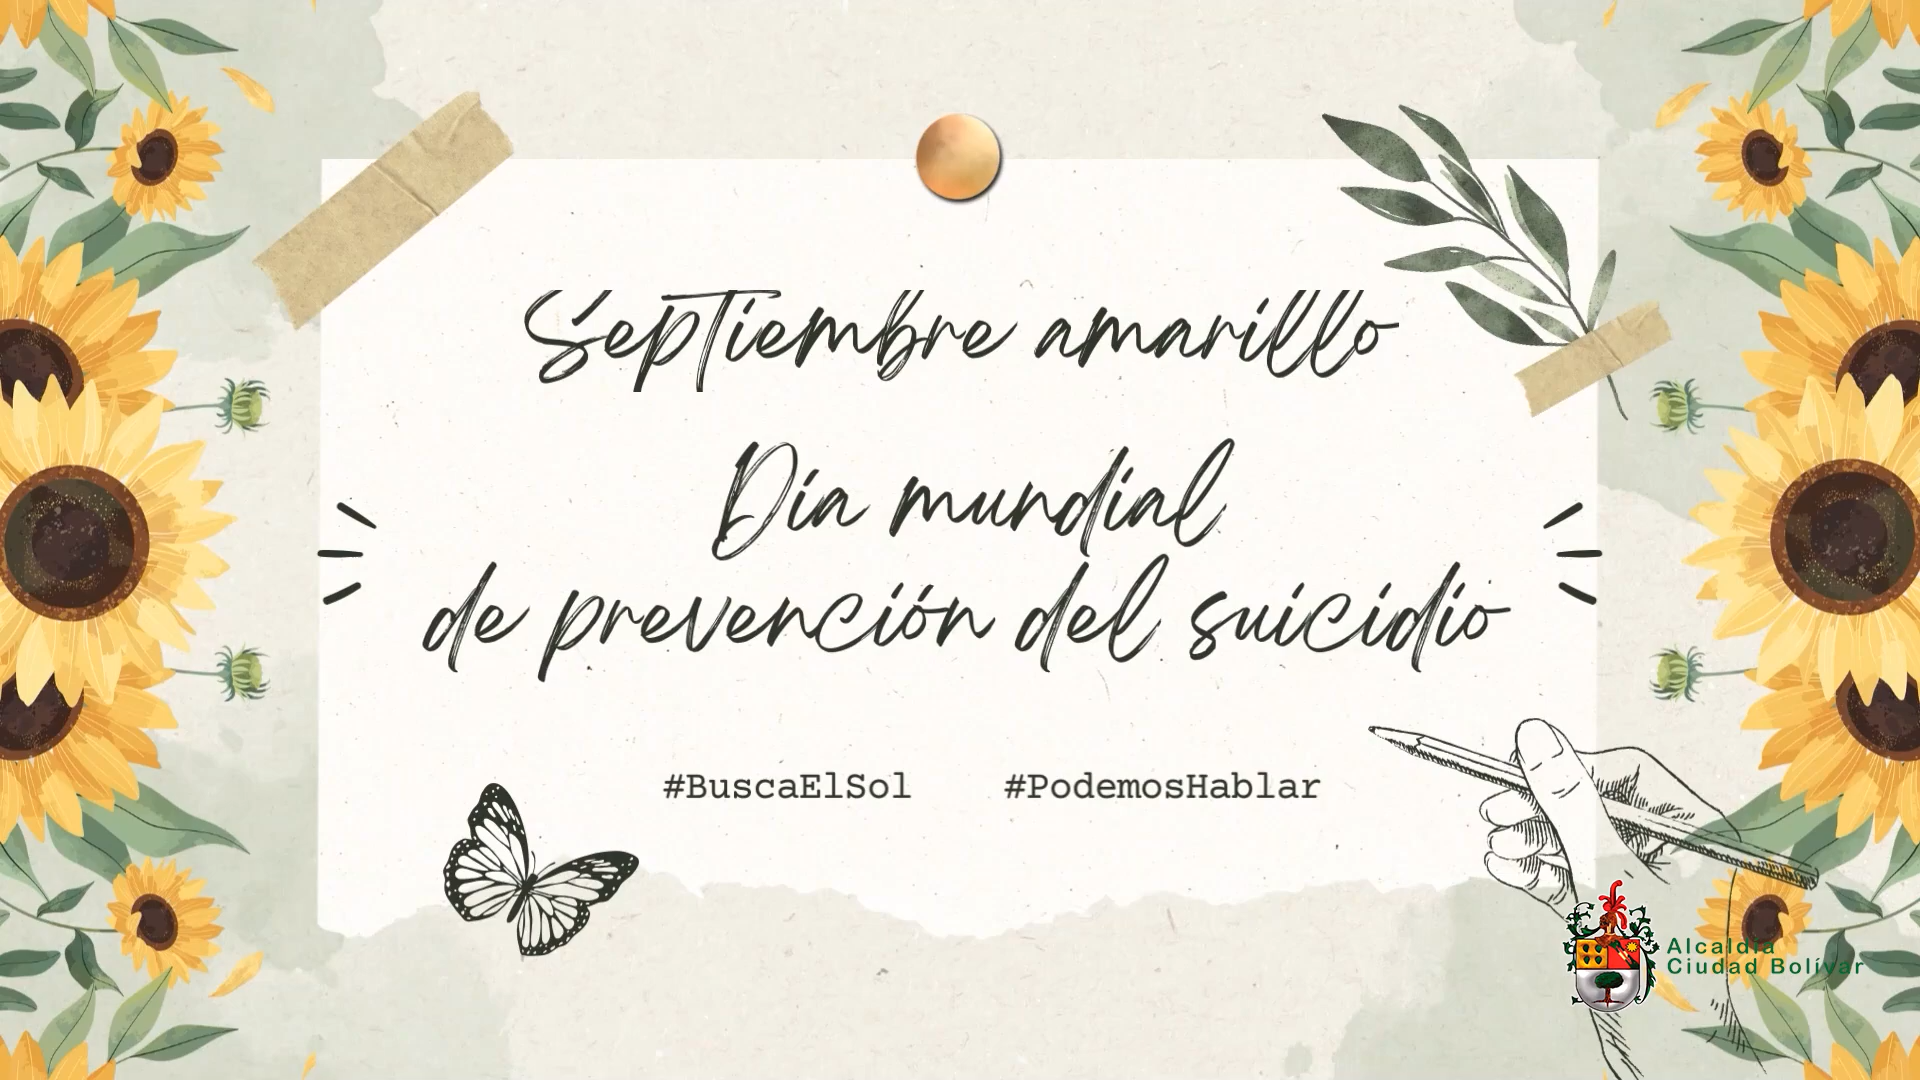 Septiembre amarillo
Día mundial
de prevención del suicidio
#BuscaElSol #PodemosHablar
Alcaldía
Ciudad Bolívar